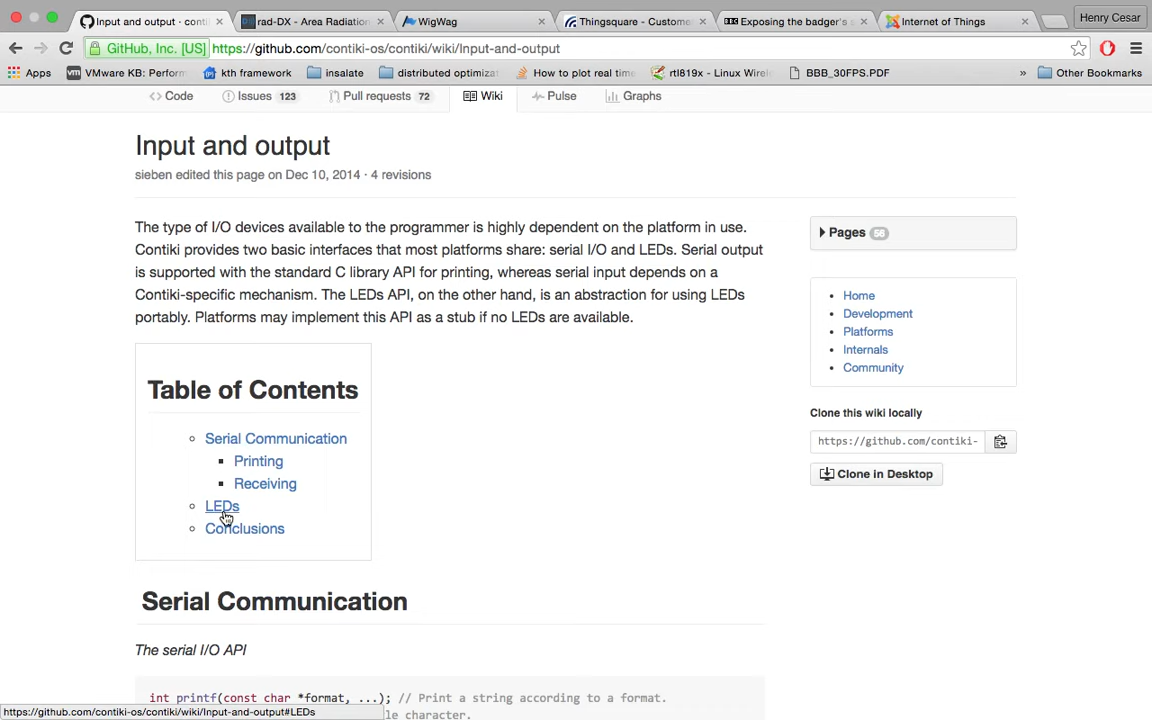 Input and output · conti
rad-DX - Area Radiation
WigWag
Thingsquare - Custome
Exposing the badger's s
Internet of Things
Henry Cesar
GitHub, Inc. [US] https://github.com/contiki-os/contiki/wiki/Input-and-output
Apps
VMware KB: Perform
kth framework
insalate
distributed optimizat
How to plot real time
rtl819x - Linux Wirel
BBB_30FPS.PDF
»
Other Bookmarks
<> Code
Issues 123
Pull requests 72
Wiki
Pulse
Graphs
Input and output
sieben edited this page on Dec 10, 2014 · 4 revisions
The type of I/O devices available to the programmer is highly dependent on the platform in use.
Contiki provides two basic interfaces that most platforms share: serial I/O and LEDs. Serial output
is supported with the standard C library API for printing, whereas serial input depends on a
Contiki-specific mechanism. The LEDs API, on the other hand, is an abstraction for using LEDs
portably. Platforms may implement this API as a stub if no LEDs are available.
Table of Contents
Serial Communication
Printing
Receiving
LEDs
Conclusions
Serial Communication
The serial I/O API
int printf(const char *format, ...); // Print a string according to a format.
le character.
Pages 58
Home
Development
Platforms
Internals
Community
Clone this wiki locally
https://github.com/contiki-
Clone in Desktop
https://github.com/contiki-os/contiki/wiki/Input-and-output#LEDs